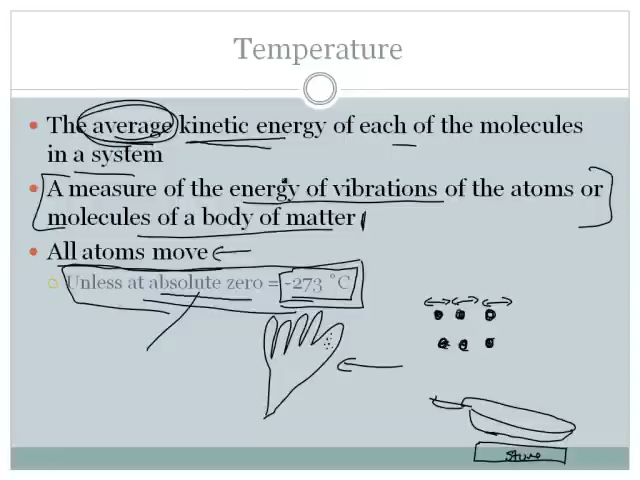 Temperature
• The average kinetic energy of each of the molecules
in a system
• A measure of the energy of vibrations of the atoms or
molecules of a body of matter
• All atoms move
Unless at absolute zero = -273 °C